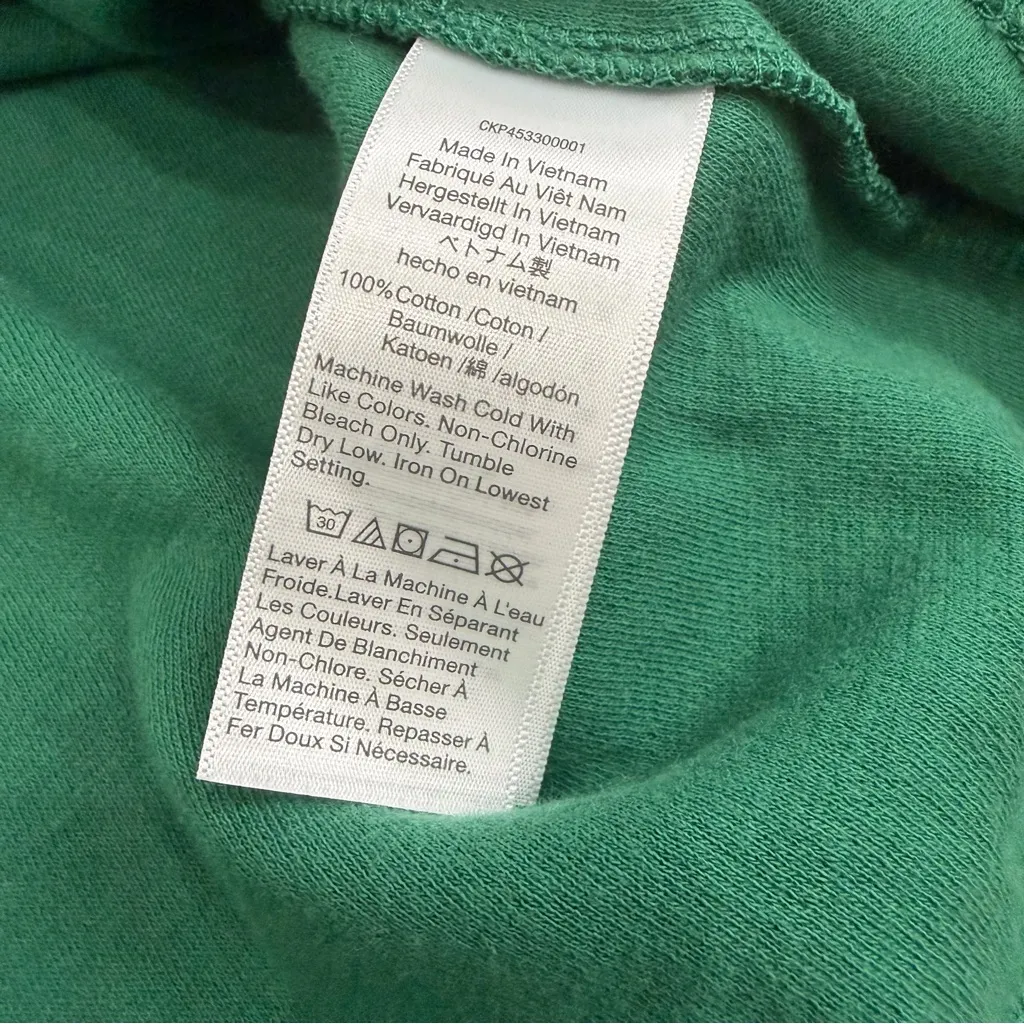 CKP453300001
Made In Vietnam
Fabriqué Au Viêt Nam
Hergestellt In Vietnam
Vervaardigd In Vietnam
ベトナム製
hecho en vietnam
100%Cotton /Coton /
Baumwolle /
Katoen /綿 /algodón
Machine Wash Cold With
Like Colors. Non-Chlorine
Bleach Only. Tumble
Dry Low. Iron On Lowest
Setting.
30
Laver À La Machine À L'eau
Froide.Laver En Séparant
Les Couleurs. Seulement
Agent De Blanchiment
Non-Chlore. Sécher À
La Machine À Basse
Température. Repasser À
Fer Doux Si Nécessaire.